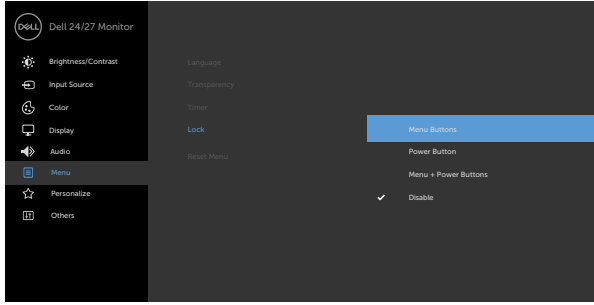 DELL Dell 24/27 Monitor
Brightness/Contrast
Input Source
Color
Display
Audio
Menu
Personalize
Others
Language
Transparency
Timer
Lock
Reset Menu
Menu Buttons
Power Button
Menu + Power Buttons
Disable